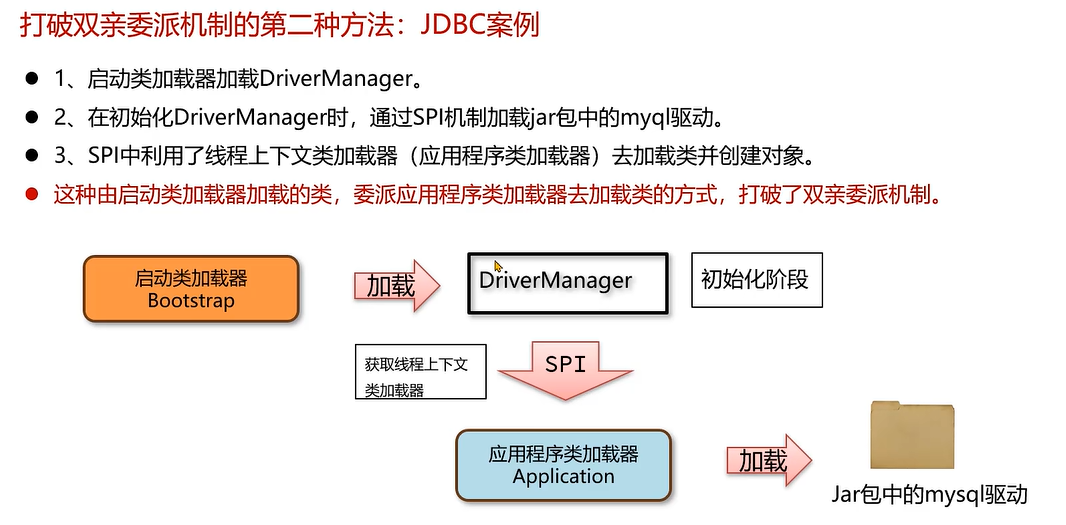 打破双亲委派机制的第二种方法：JDBC案例
1、启动类加载器加载DriverManager。
2、在初始化DriverManager时，通过SPI机制加载jar包中的myql驱动。
3、SPI中利用了线程上下文类加载器（应用程序类加载器）去加载类并创建对象。
这种由启动类加载器加载的类，委派应用程序类加载器去加载类的方式，打破了双亲委派机制。
启动类加载器
Bootstrap
加载
DriverManager
初始化阶段
获取线程上下文
类加载器
SPI
应用程序类加载器
Application
加载
Jar包中的mysql驱动